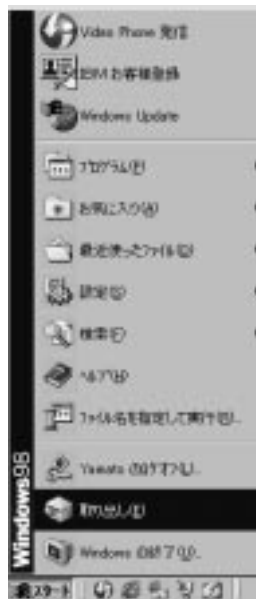 Video Phone 発信
IBM お客様登録
Windows Update
プログラム(P)
お気に入り(A)
最近使ったファイル(D)
設定(S)
検索(F)
ヘルプ(H)
ファイル名を指定して実行(R)...
Yamato のログオフ(L)...
取り出し(E)
Windows の終了(U)...
Windows98
スタート